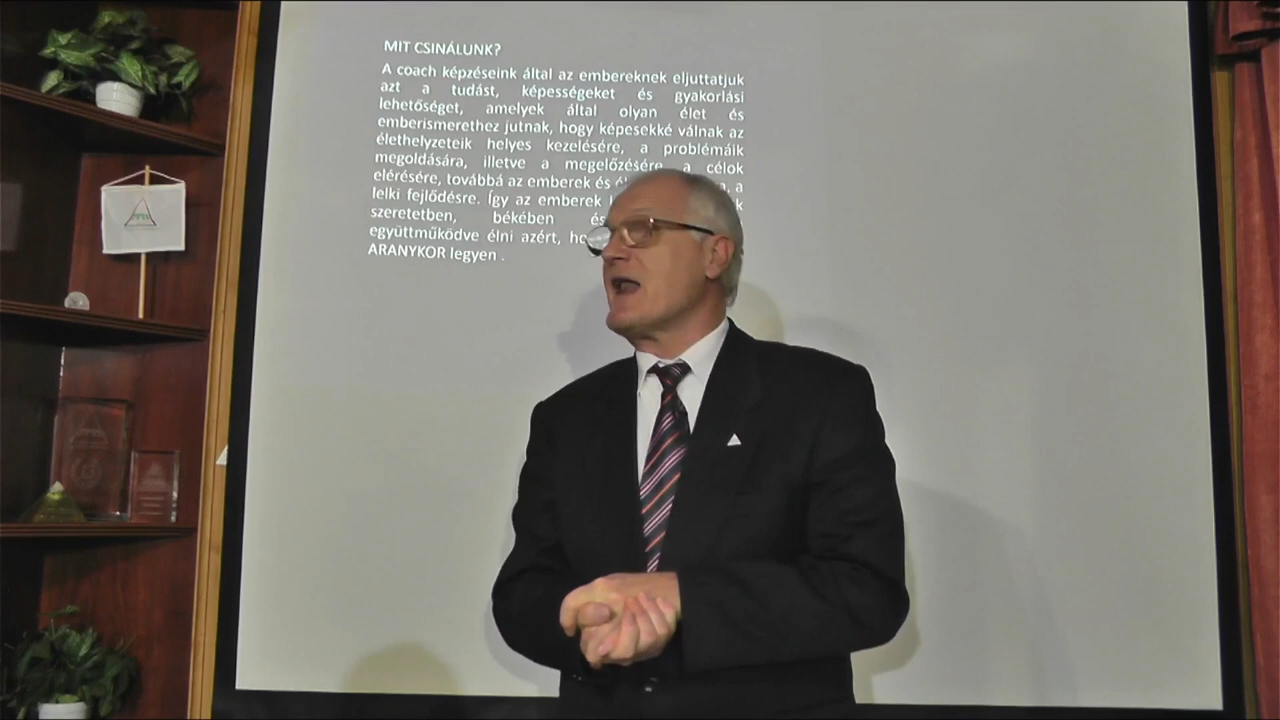 MIT CSINÁLUNK?
A coach képzéseink által az embereknek eljuttatjuk
azt a tudást, képességeket és gyakorlási
lehetőséget, amelyek által olyan élet és
emberismerethez jutnak, hogy képesekké válnak az
élethelyzeteik helyes kezelésére, a problémáik
megoldására, illetve a megelőzésére, a célok
elérésére, továbbá az emberek és a
lelki fejlődésre. Így az emberek
szeretetben, békében és
együttműködve élni azért,
ARANYKOR legyen .